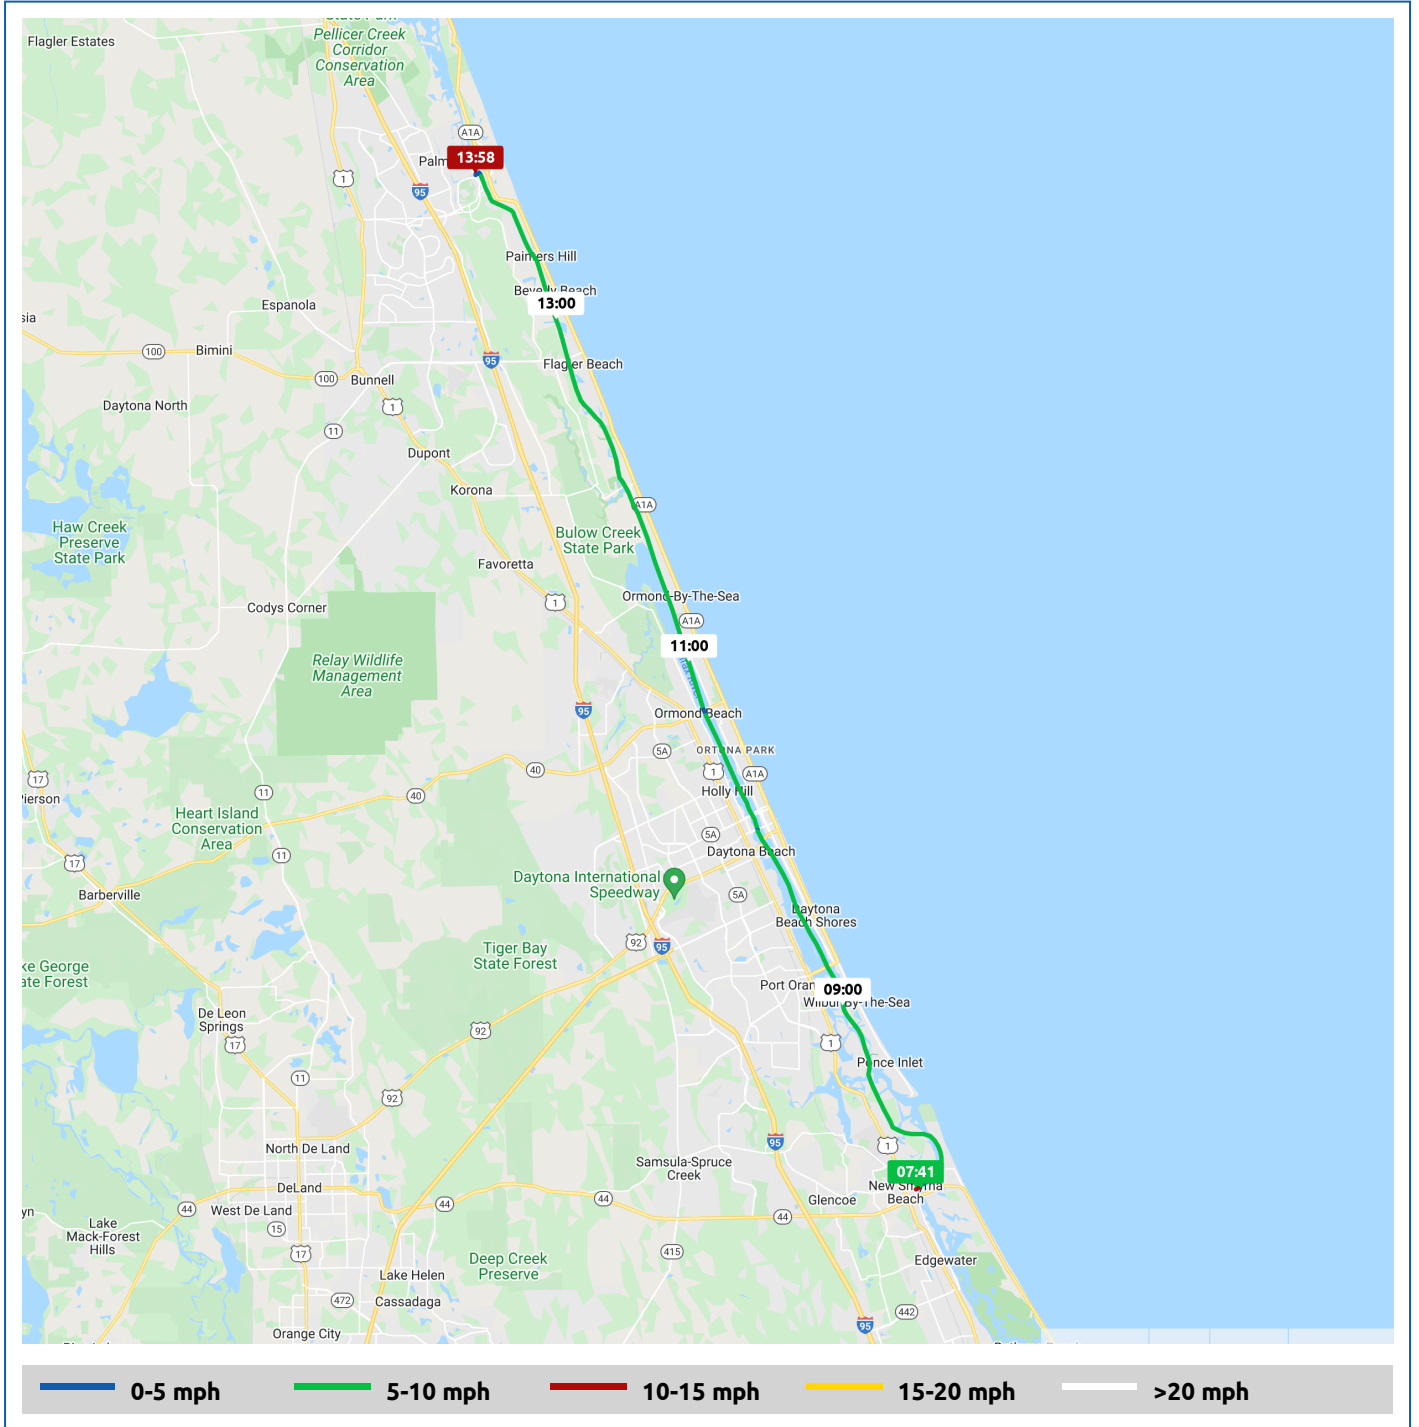 Flagler Estates
Pellicer Creek
Corridor
Conservation
Area
A1A
Palm
13:58
1
95
Palmers Hill
Beverly Beach
13:00
Espanola
sia
100
Bimini
95
Flagler Beach
100
Bunnell
Daytona North
1
11
Dupont
Korona
A1A
Haw Creek
Preserve
State Park
Bulow Creek
State Park
Favoretta
Ormond-By-The-Sea
1
Codys Corner
A1A
11:00
Relay Wildlife
Management
Area
95
Ormond Beach
5A
ORTONA PARK
40
1
A1A
17
11
40
Holly Hill
Pierson
Heart Island
Conservation
Area
5A
11
Daytona Beach
17
Daytona International
Speedway
Barberville
5A
Daytona
Beach Shores
92
95
Tiger Bay
State Forest
ke George
ate Forest
Port Oran
09:00
Wilbur-By-The-Sea
De Leon
Springs
92
17
1
Ponce Inlet
11
92
North De Land
95
1
Samsula-Spruce
Creek
07:41
DeLand
New Smyrna
Beach
44
44
44
Glencoe
yn
West De Land
44
Lake
Mack-Forest
Hills
15
17
415
Deep Creek
Preserve
Edgewater
Lake Helen
472
Cassadaga
442
95
Orange City
0-5 mph
5-10 mph
10-15 mph
15-20 mph
>20 mph